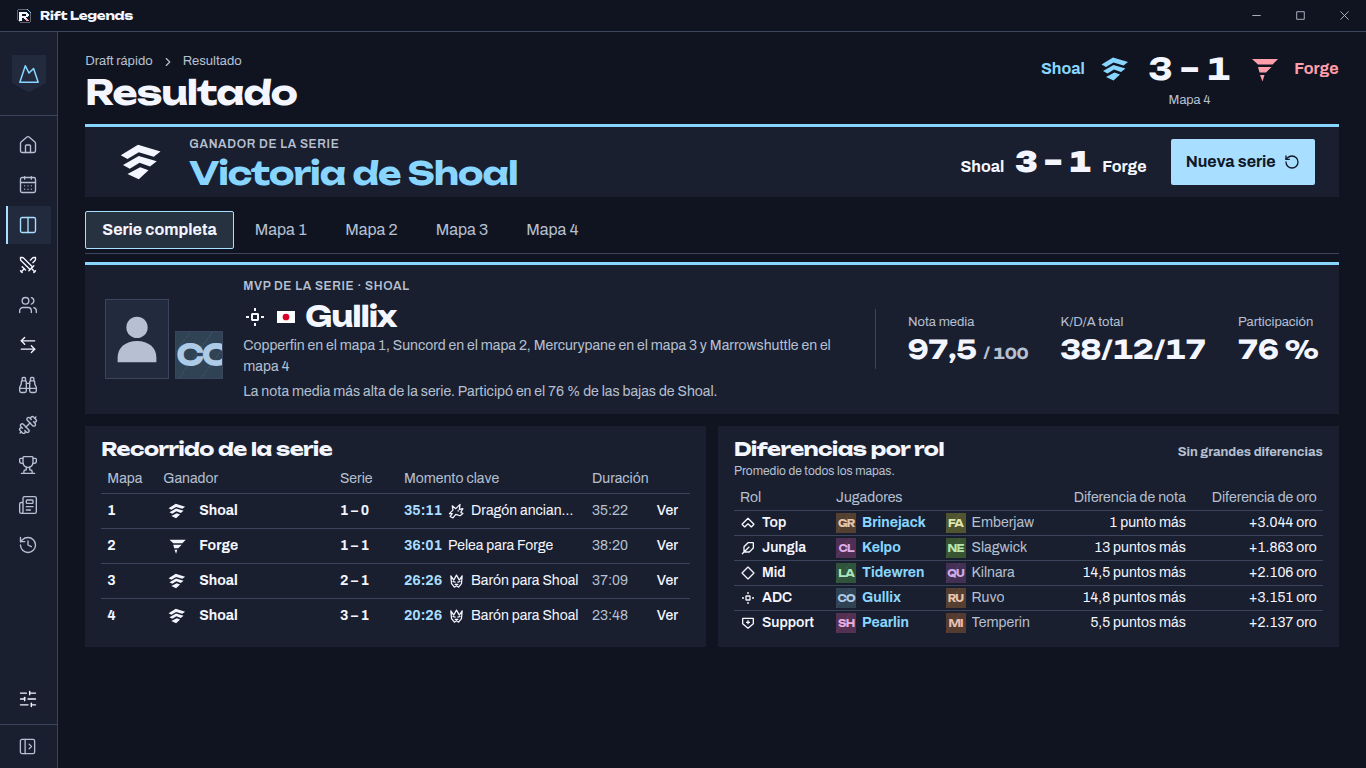 Rift Legends
Draft rápido > Resultado
Resultado
Shoal 3 – 1 Forge
Mapa 4
GANADOR DE LA SERIE
Victoria de Shoal
Shoal 3 – 1 Forge
Nueva serie
Serie completa Mapa 1 Mapa 2 Mapa 3 Mapa 4
MVP DE LA SERIE · SHOAL
Gullix
CO
Copperfin en el mapa 1, Suncord en el mapa 2, Mercurypane en el mapa 3 y Marrowshuttle en el
mapa 4
La nota media más alta de la serie. Participó en el 76 % de las bajas de Shoal.
Nota media K/D/A total Participación
97,5 / 100 38/12/17 76 %
Recorrido de la serie
Mapa Ganador Serie Momento clave Duración
1 Shoal 1 – 0 35:11 Dragón ancian... 35:22 Ver
2 Forge 1 – 1 36:01 Pelea para Forge 38:20 Ver
3 Shoal 2 – 1 26:26 Barón para Shoal 37:09 Ver
4 Shoal 3 – 1 20:26 Barón para Shoal 23:48 Ver
Diferencias por rol
Sin grandes diferencias
Promedio de todos los mapas.
Rol Jugadores Diferencia de nota Diferencia de oro
Top GR Brinejack FA Emberjaw 1 punto más +3.044 oro
Jungla CL Kelpo NE Slagwick 13 puntos más +1.863 oro
Mid LA Tidewren QU Kilnara 14,5 puntos más +2.106 oro
ADC CO Gullix RU Ruvo 14,8 puntos más +3.151 oro
Support SH Pearlin MI Temperin 5,5 puntos más +2.137 oro